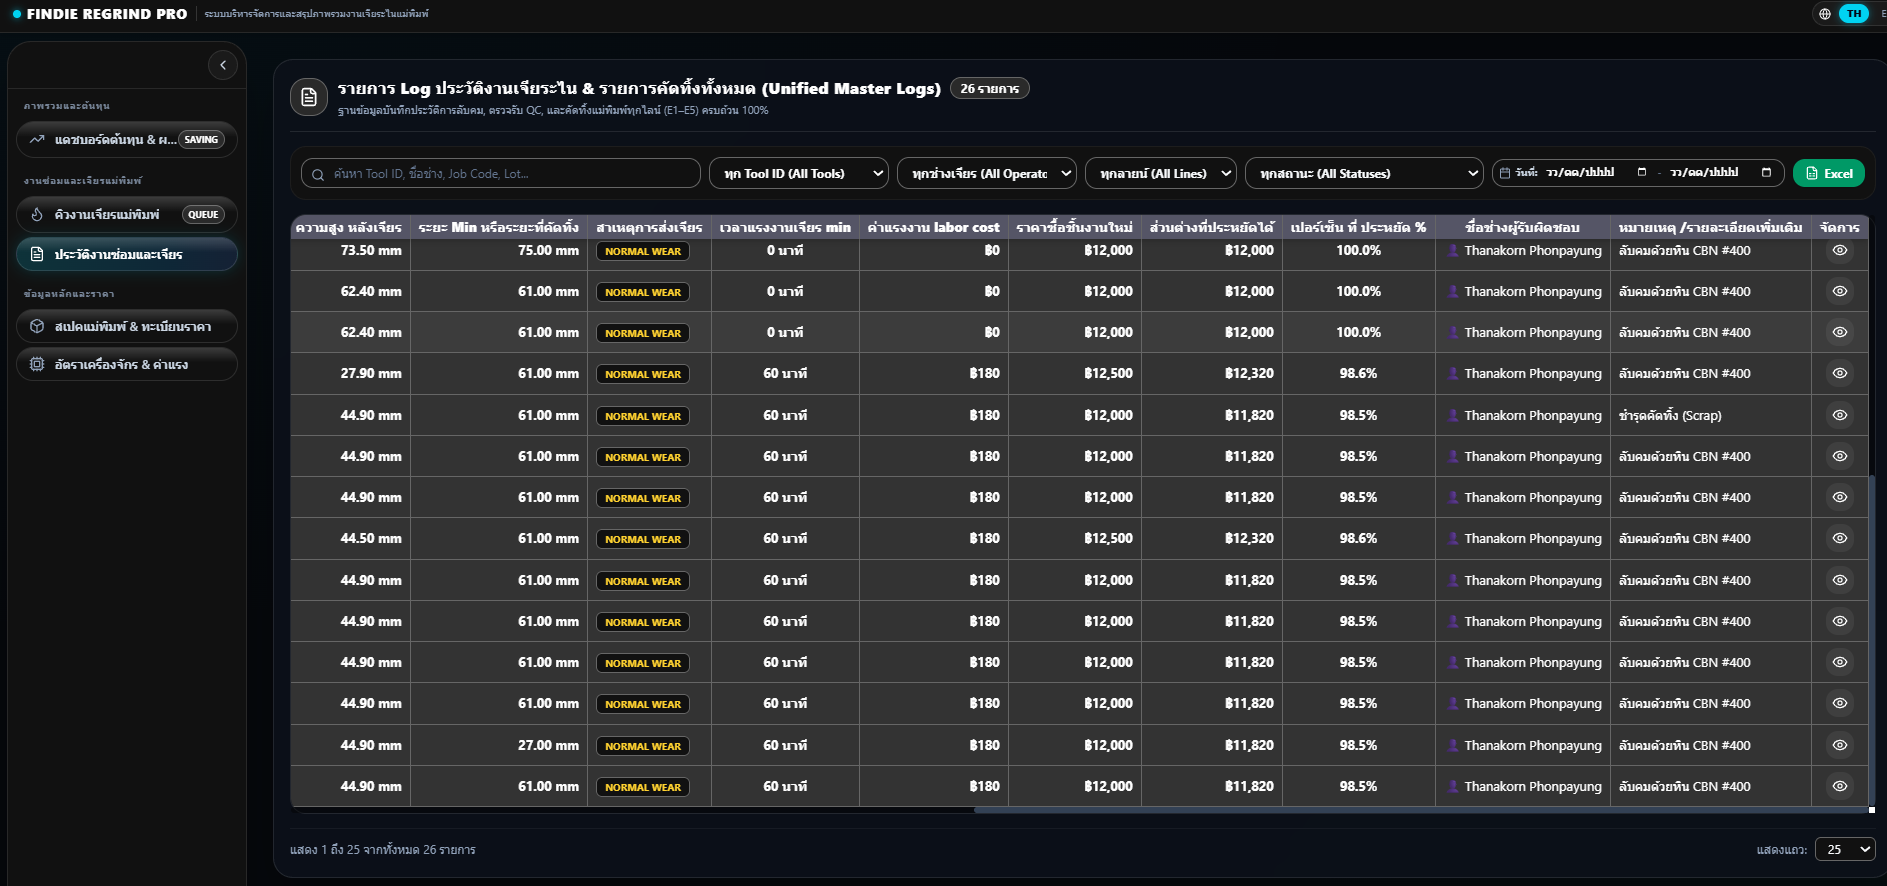 FINDIE REGRIND PRO ระบบบริหารจัดการและสรุปภาพรวมงานเจียระไนแม่พิมพ์ TH E
ภาพรวมและต้นทุน
แดชบอร์ดต้นทุน & ผ... SAVING
งานซ่อมและเจียรแม่พิมพ์
คิวงานเจียรแม่พิมพ์ QUEUE
ประวัติงานซ่อมและเจียร
ข้อมูลหลักและราคา
สเปคแม่พิมพ์ & ทะเบียนราคา
อัตราเครื่องจักร & ค่าแรง
รายการ Log ประวัติงานเจียระไน & รายการคัดทิ้งทั้งหมด (Unified Master Logs) 26 รายการ
ฐานข้อมูลบันทึกประวัติการลับคม, ตรวจรับ QC, และคัดทิ้งแม่พิมพ์ทุกไลน์ (E1–E5) ครบถ้วน 100%
ค้นหา Tool ID, ชื่อช่าง, Job Code, Lot... ทุก Tool ID (All Tools) ทุกช่างเจียร (All Operato ทุกลายน์ (All Lines) ทุกสถานะ (All Statuses) วันที่: วว/ดด/ปปปป - วว/ดด/ปปปป Excel
ความสูง หลังเจียร ระยะ Min หรือระยะที่คัดทิ้ง สาเหตุการส่งเจียร เวลาแรงงานเจียร min ค่าแรงงาน labor cost ราคาซื้อชิ้นงานใหม่ ส่วนต่างที่ประหยัดได้ เปอร์เซ็น ที่ ประหยัด % ชื่อช่างผู้รับผิดชอบ หมายเหตุ /รายละเอียดเพิ่มเติม จัดการ
73.50 mm 75.00 mm NORMAL WEAR 0 นาที ฿0 ฿12,000 ฿12,000 100.0% Thanakorn Phonpayung ลับคมด้วยหิน CBN #400
62.40 mm 61.00 mm NORMAL WEAR 0 นาที ฿0 ฿12,000 ฿12,000 100.0% Thanakorn Phonpayung ลับคมด้วยหิน CBN #400
62.40 mm 61.00 mm NORMAL WEAR 0 นาที ฿0 ฿12,000 ฿12,000 100.0% Thanakorn Phonpayung ลับคมด้วยหิน CBN #400
27.90 mm 61.00 mm NORMAL WEAR 60 นาที ฿180 ฿12,500 ฿12,320 98.6% Thanakorn Phonpayung ลับคมด้วยหิน CBN #400
44.90 mm 61.00 mm NORMAL WEAR 60 นาที ฿180 ฿12,000 ฿11,820 98.5% Thanakorn Phonpayung ชำรุดคัดทิ้ง (Scrap)
44.90 mm 61.00 mm NORMAL WEAR 60 นาที ฿180 ฿12,000 ฿11,820 98.5% Thanakorn Phonpayung ลับคมด้วยหิน CBN #400
44.90 mm 61.00 mm NORMAL WEAR 60 นาที ฿180 ฿12,000 ฿11,820 98.5% Thanakorn Phonpayung ลับคมด้วยหิน CBN #400
44.50 mm 61.00 mm NORMAL WEAR 60 นาที ฿180 ฿12,500 ฿12,320 98.6% Thanakorn Phonpayung ลับคมด้วยหิน CBN #400
44.90 mm 61.00 mm NORMAL WEAR 60 นาที ฿180 ฿12,000 ฿11,820 98.5% Thanakorn Phonpayung ลับคมด้วยหิน CBN #400
44.90 mm 61.00 mm NORMAL WEAR 60 นาที ฿180 ฿12,000 ฿11,820 98.5% Thanakorn Phonpayung ลับคมด้วยหิน CBN #400
44.90 mm 61.00 mm NORMAL WEAR 60 นาที ฿180 ฿12,000 ฿11,820 98.5% Thanakorn Phonpayung ลับคมด้วยหิน CBN #400
44.90 mm 61.00 mm NORMAL WEAR 60 นาที ฿180 ฿12,000 ฿11,820 98.5% Thanakorn Phonpayung ลับคมด้วยหิน CBN #400
44.90 mm 27.00 mm NORMAL WEAR 60 นาที ฿180 ฿12,000 ฿11,820 98.5% Thanakorn Phonpayung ลับคมด้วยหิน CBN #400
44.90 mm 61.00 mm NORMAL WEAR 60 นาที ฿180 ฿12,000 ฿11,820 98.5% Thanakorn Phonpayung ลับคมด้วยหิน CBN #400
แสดง 1 ถึง 25 จากทั้งหมด 26 รายการ แสดงแถว: 25